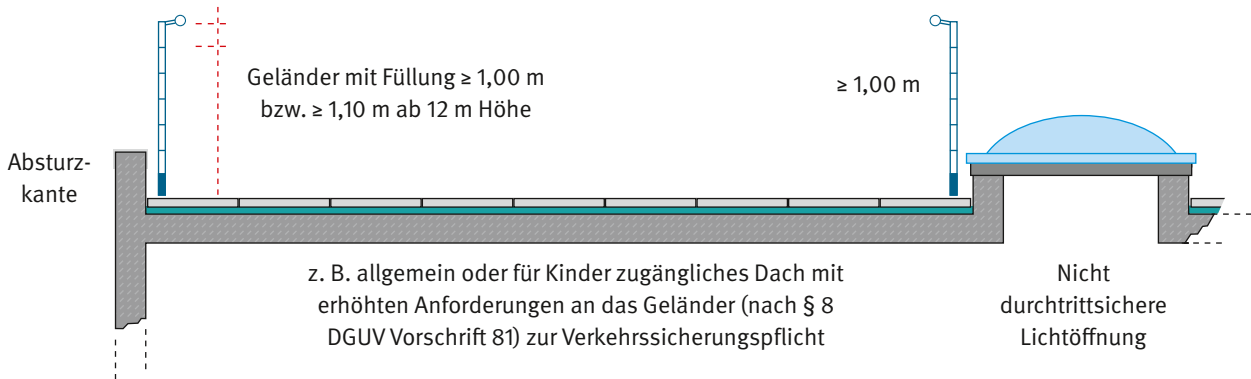 Geländer mit Füllung ≥ 1,00 m
bzw. ≥ 1,10 m ab 12 m Höhe
≥ 1,00 m
Absturz-
kante
z. B. allgemein oder für Kinder zugängliches Dach mit
erhöhten Anforderungen an das Geländer (nach § 8
DGUV Vorschrift 81) zur Verkehrssicherungspflicht
Nicht
durchtrittsichere
Lichtöffnung